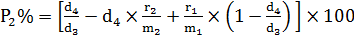 P₂% = [d₄/d₃ − d₄ × r₂/m₂ + r₁/m₁ × (1 − d₄/d₃)] × 100